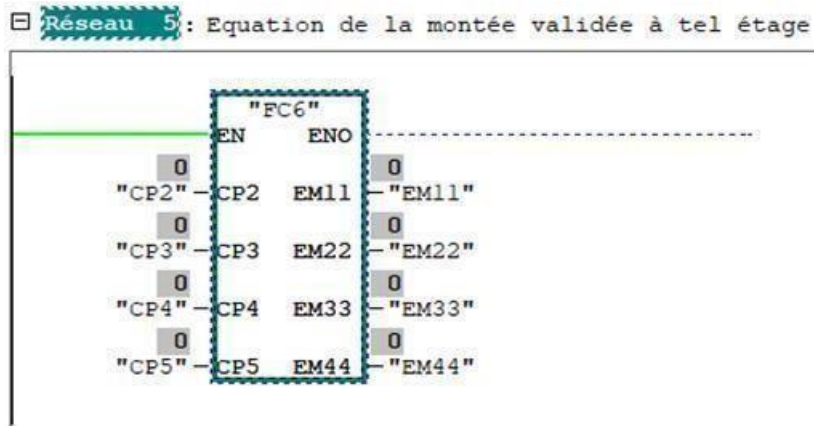 Réseau 5 : Equation de la montée validée à tel étage
"FC6"
EN ENO
0 0
"CP2" CP2 EM11 "EM11"
0 0
"CP3" CP3 EM22 "EM22"
0 0
"CP4" CP4 EM33 "EM33"
0 0
"CP5" CP5 EM44 "EM44"